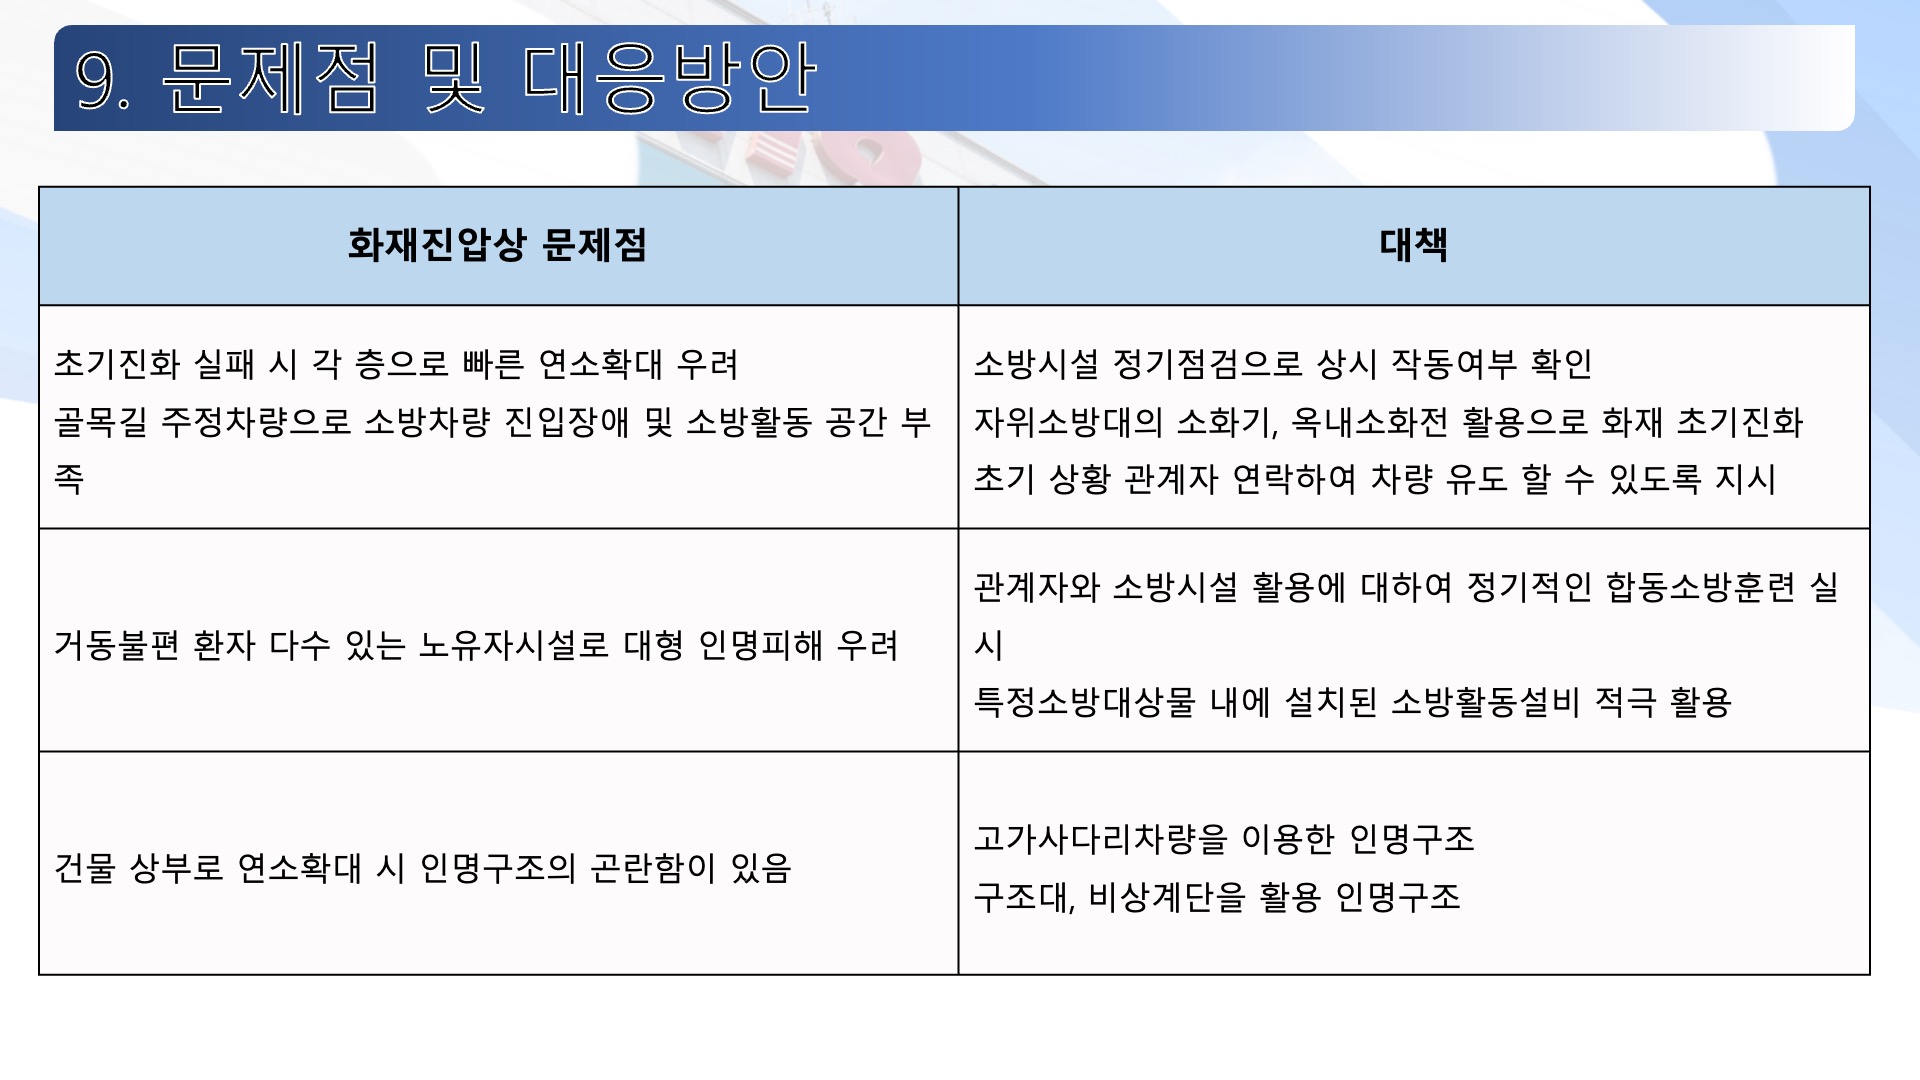 9. 문제점 및 대응방안
화재진압상 문제점
대책
초기진화 실패 시 각 층으로 빠른 연소확대 우려
골목길 주정차량으로 소방차량 진입장애 및 소방활동 공간 부
족
소방시설 정기점검으로 상시 작동여부 확인
자위소방대의 소화기, 옥내소화전 활용으로 화재 초기진화
초기 상황 관계자 연락하여 차량 유도 할 수 있도록 지시
거동불편 환자 다수 있는 노유자시설로 대형 인명피해 우려
관계자와 소방시설 활용에 대하여 정기적인 합동소방훈련 실
시
특정소방대상물 내에 설치된 소방활동설비 적극 활용
건물 상부로 연소확대 시 인명구조의 곤란함이 있음
고가사다리차량을 이용한 인명구조
구조대, 비상계단을 활용 인명구조